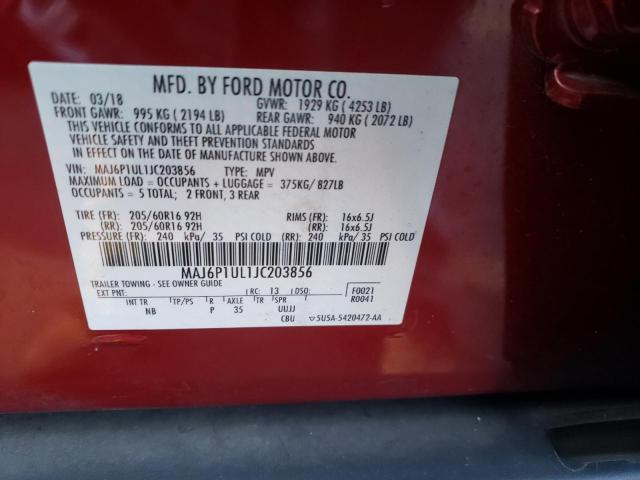 MFD. BY FORD MOTOR CO.
DATE: 03/18 GVWR: 1929 KG ( 4253 LB)
FRONT GAWR: 995 KG ( 2194 LB) REAR GAWR: 940 KG ( 2072 LB)
THIS VEHICLE CONFORMS TO ALL APPLICABLE FEDERAL MOTOR
VEHICLE SAFETY AND THEFT PREVENTION STANDARDS
IN EFFECT ON THE DATE OF MANUFACTURE SHOWN ABOVE.
VIN: MAJ6P1UL1JC203856 TYPE: MPV
MAXIMUM LOAD = OCCUPANTS + LUGGAGE = 375KG/827LB
OCCUPANTS = 5 TOTAL; 2 FRONT, 3 REAR
TIRE (FR): 205/60R16 92H RIMS (FR): 16x6.5J
(RR): 205/60R16 92H (RR): 16x6.5J
PRESSURE (FR): 240 kPa/ 35 PSI COLD (RR): 240 kPa/ 35 PSI COLD
MAJ6P1UL1JC203856
TRAILER TOWING - SEE OWNER GUIDE
EXT PNT: RC: 13 DSO: F0021
R0041
INT TR TP/PS R AXLE TR SPR
NB P 35 UUJJ
CBU ▽5U5A-5420472-AA